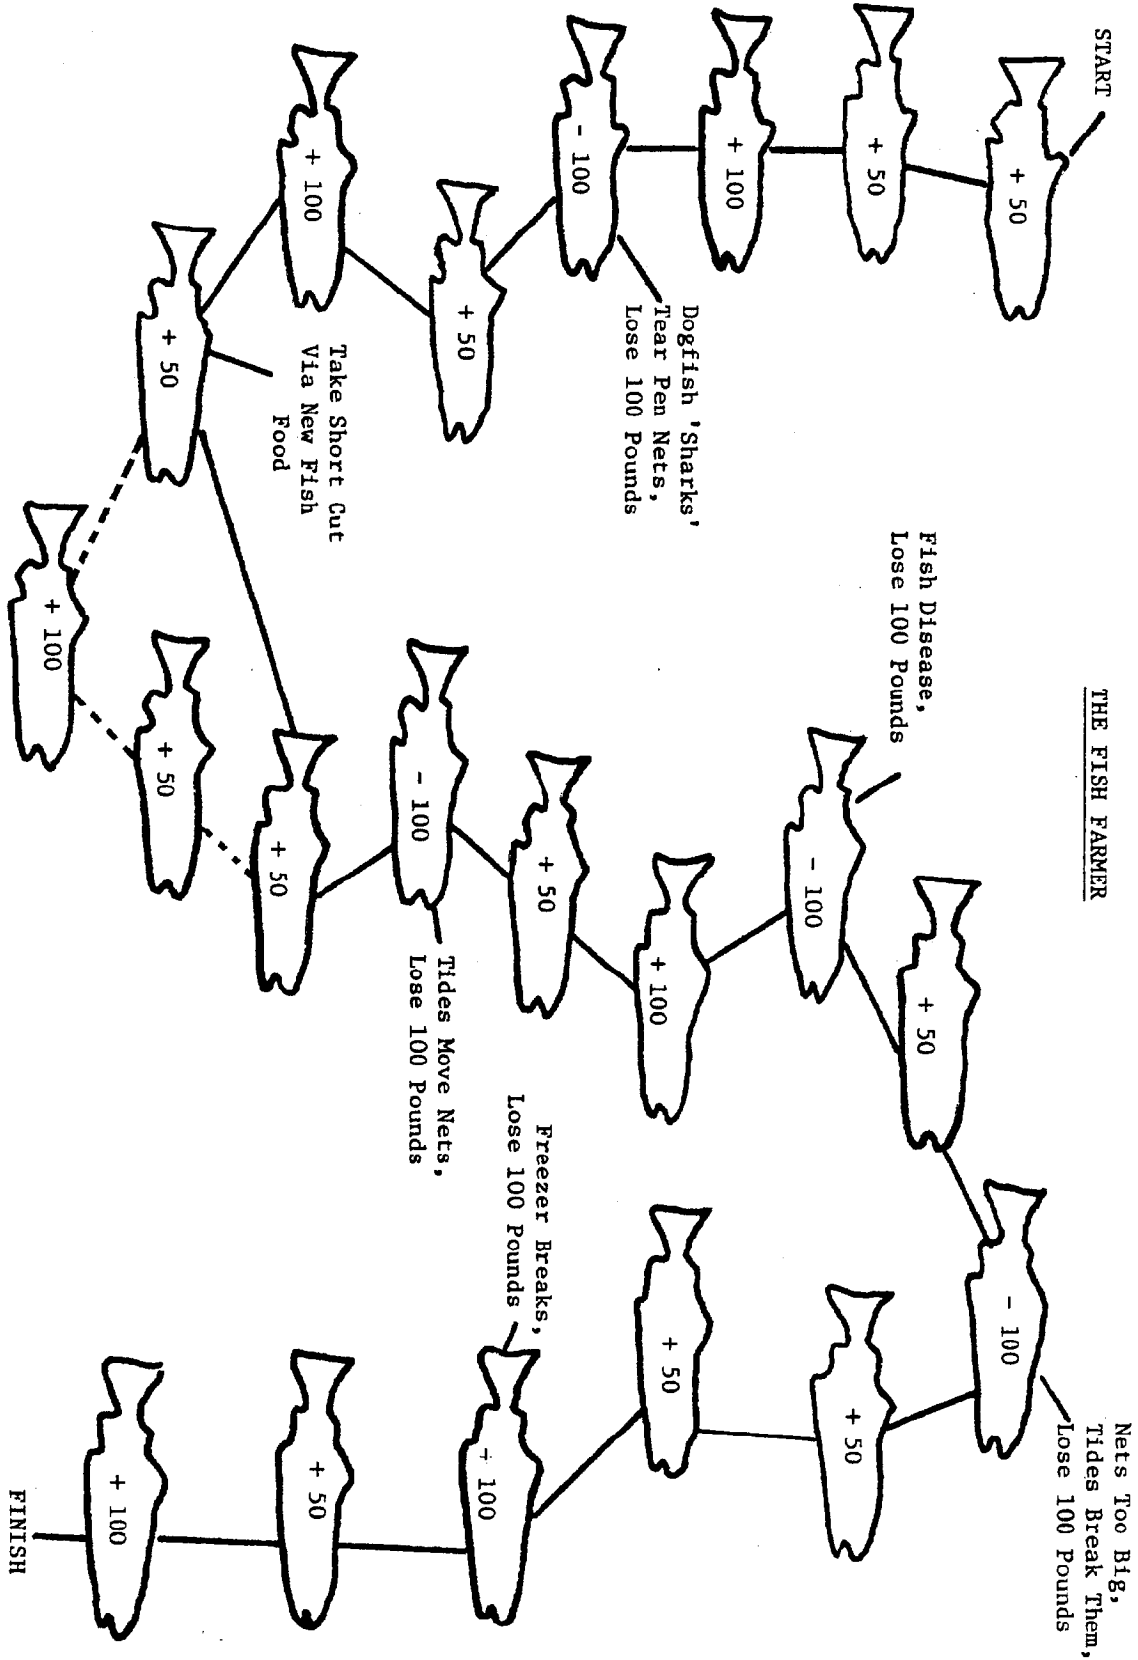 THE FISH FARMER
START
+ 50
+ 50
+ 100
- 100
Dogfish 'Sharks'
Tear Pen Nets,
Lose 100 Pounds
+ 50
+ 100
+ 50
Take Short Cut
Via New Fish
Food
+ 100
+ 50
+ 50
- 100
Tides Move Nets,
Lose 100 Pounds
+ 50
+ 100
- 100
Fish Disease,
Lose 100 Pounds
+ 50
- 100
Nets Too Big,
Tides Break Them,
Lose 100 Pounds
+ 50
+ 50
100
Freezer Breaks,
Lose 100 Pounds
+ 50
+ 100
FINISH